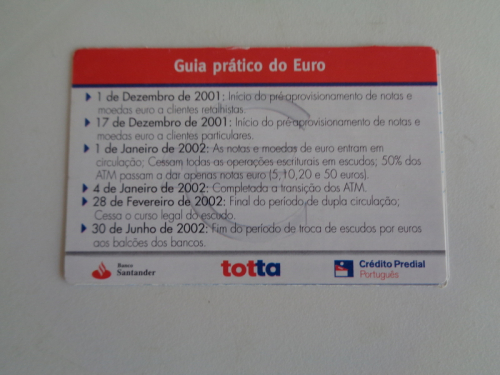 Guia prático do Euro
1 de Dezembro de 2001: Início do pré-aprovisionamento de notas e
moedas euro a clientes retalhistas.
17 de Dezembro de 2001: Início do pré-aprovisionamento de notas e
moedas euro a clientes particulares.
1 de Janeiro de 2002: As notas e moedas de euro entram em
circulação; Cessam todas as operações escriturais em escudos; 50% dos
ATM passam a dar apenas notas euro (5,10,20 e 50 euros).
4 de Janeiro de 2002: Completada a transição dos ATM.
28 de Fevereiro de 2002: Final do período de dupla circulação;
Cessa o curso legal do escudo.
30 de Junho de 2002: Fim do período de troca de escudos por euros
aos balcões dos bancos.
Banco
Santander
totta
Crédito Predial
Português